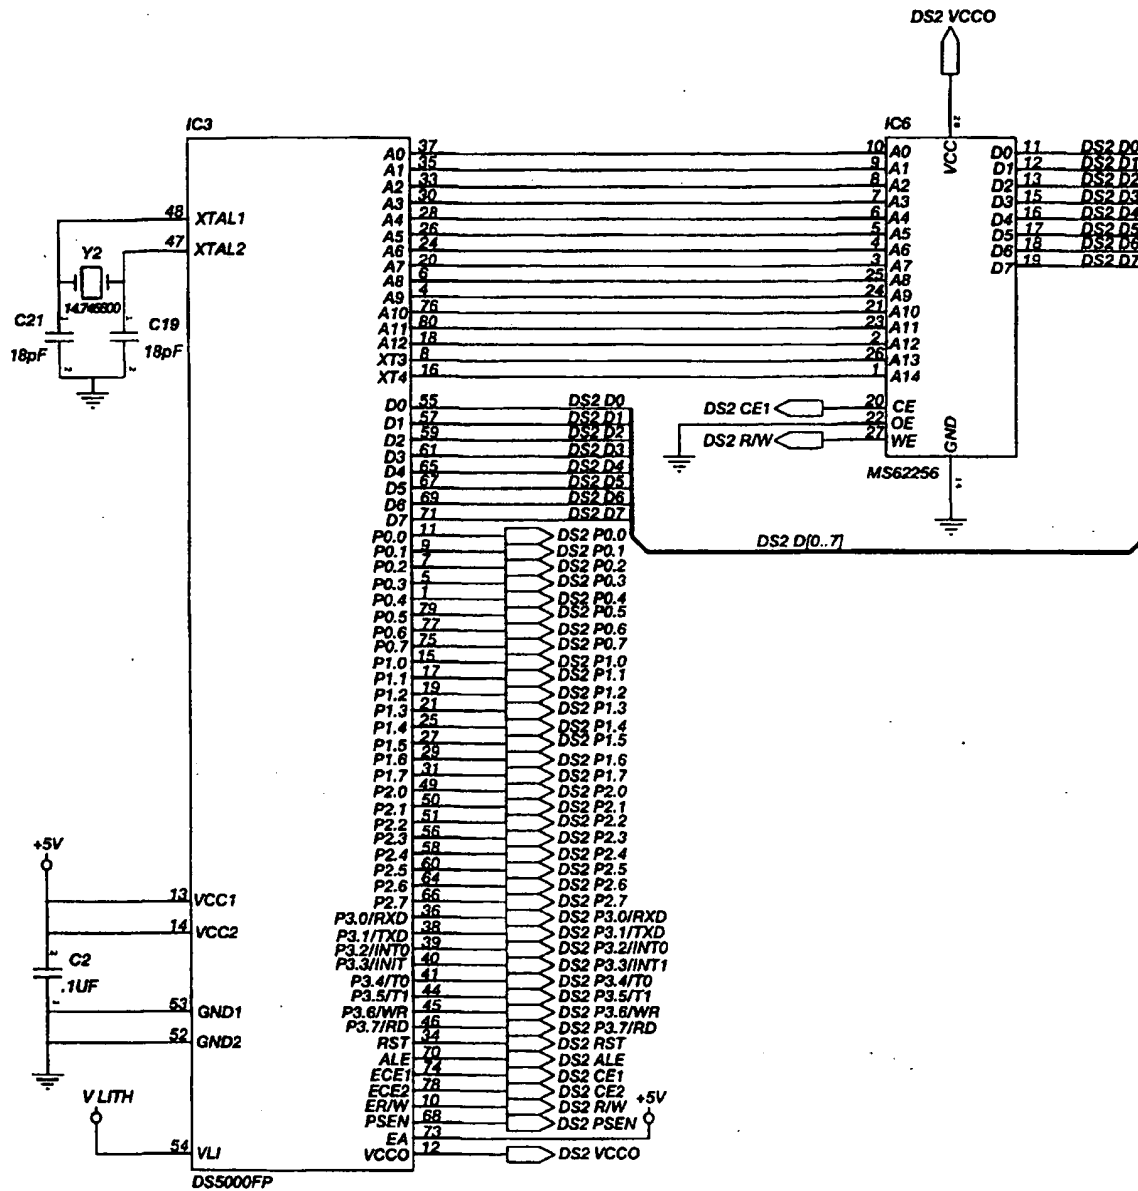 DS2 VCCO
IC3
IC6
37 A0
35 A1
33 A2
30 A3
28 A4
26 A5
24 A6
20 A7
6 A8
4 A9
76 A10
80 A11
18 A12
8 XT3
16 XT4
10 A0
9 A1
8 A2
7 A3
6 A4
5 A5
4 A6
3 A7
25 A8
24 A9
21 A10
23 A11
2 A12
26 A13
1 A14
VCC
D0 11 DS2 D0
D1 12 DS2 D1
D2 13 DS2 D2
D3 15 DS2 D3
D4 16 DS2 D4
D5 17 DS2 D5
D6 18 DS2 D6
D7 19 DS2 D7
48 XTAL1
47 XTAL2
Y2
14.745600
C21
18pF
C19
18pF
DS2 CE1 20 CE
22 OE
DS2 R/W 27 WE
GND
MS62256
D0 55 DS2 D0
D1 57 DS2 D1
D2 59 DS2 D2
D3 61 DS2 D3
D4 65 DS2 D4
D5 67 DS2 D5
D6 69 DS2 D6
D7 71 DS2 D7
DS2 D[0..7]
P0.0 11 DS2 P0.0
P0.1 9 DS2 P0.1
P0.2 7 DS2 P0.2
P0.3 5 DS2 P0.3
P0.4 1 DS2 P0.4
P0.5 79 DS2 P0.5
P0.6 77 DS2 P0.6
P0.7 75 DS2 P0.7
P1.0 15 DS2 P1.0
P1.1 17 DS2 P1.1
P1.2 19 DS2 P1.2
P1.3 21 DS2 P1.3
P1.4 25 DS2 P1.4
P1.5 27 DS2 P1.5
P1.6 29 DS2 P1.6
P1.7 31 DS2 P1.7
P2.0 49 DS2 P2.0
P2.1 50 DS2 P2.1
P2.2 51 DS2 P2.2
P2.3 56 DS2 P2.3
P2.4 58 DS2 P2.4
P2.5 60 DS2 P2.5
P2.6 64 DS2 P2.6
P2.7 66 DS2 P2.7
P3.0/RXD 36 DS2 P3.0/RXD
P3.1/TXD 38 DS2 P3.1/TXD
P3.2/INT0 39 DS2 P3.2/INT0
P3.3/INIT 40 DS2 P3.3/INT1
P3.4/T0 41 DS2 P3.4/T0
P3.5/T1 44 DS2 P3.5/T1
P3.6/WR 45 DS2 P3.6/WR
P3.7/RD 46 DS2 P3.7/RD
RST 34 DS2 RST
ALE 70 DS2 ALE
ECE1 74 DS2 CE1
ECE2 78 DS2 CE2
ER/W 10 DS2 R/W
PSEN 68 DS2 PSEN
EA 73 +5V
VCCO 12 DS2 VCCO
+5V
13 VCC1
14 VCC2
C2
.1UF
53 GND1
52 GND2
V LITH
54 VLI
DS5000FP